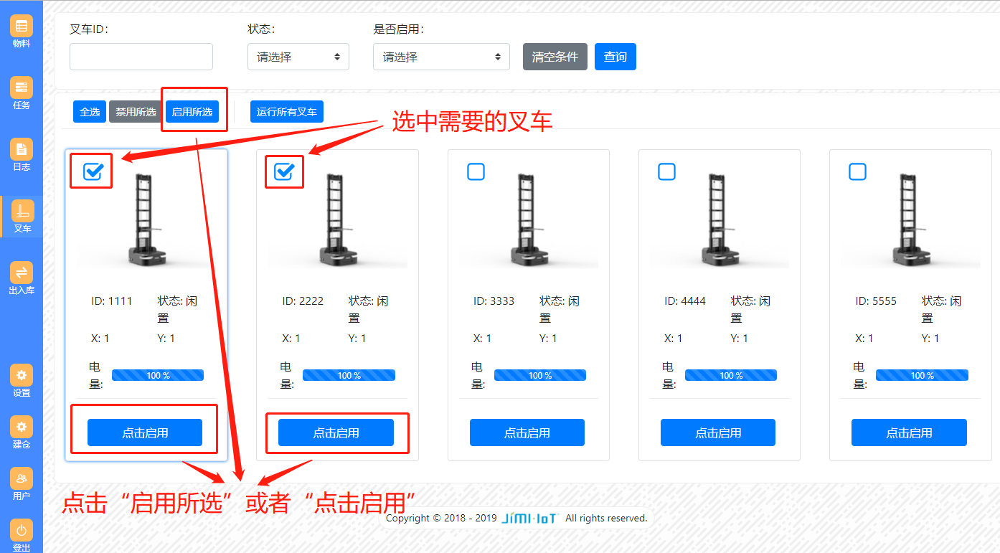 物料
任务
日志
叉车
出入库
设置
建仓
用户
登出
叉车ID:
状态:
是否启用:
请选择
请选择
清空条件
查询
全选
禁用所选
启用所选
运行所有叉车
选中需要的叉车
ID: 1111
状态: 闲
置
X: 1
Y: 1
电
量:
100 %
点击启用
ID: 2222
状态: 闲
置
X: 1
Y: 1
电
量:
100 %
点击启用
ID: 3333
状态: 闲
置
X: 1
Y: 1
电
量:
100 %
点击启用
ID: 4444
状态: 闲
置
X: 1
Y: 1
电
量:
100 %
点击启用
ID: 5555
状态: 闲
置
X: 1
Y: 1
电
量:
100 %
点击启用
点击“启用所选”或者“点击启用”
Copyright © 2018 - 2019 JIMI·IOT All rights reserved.